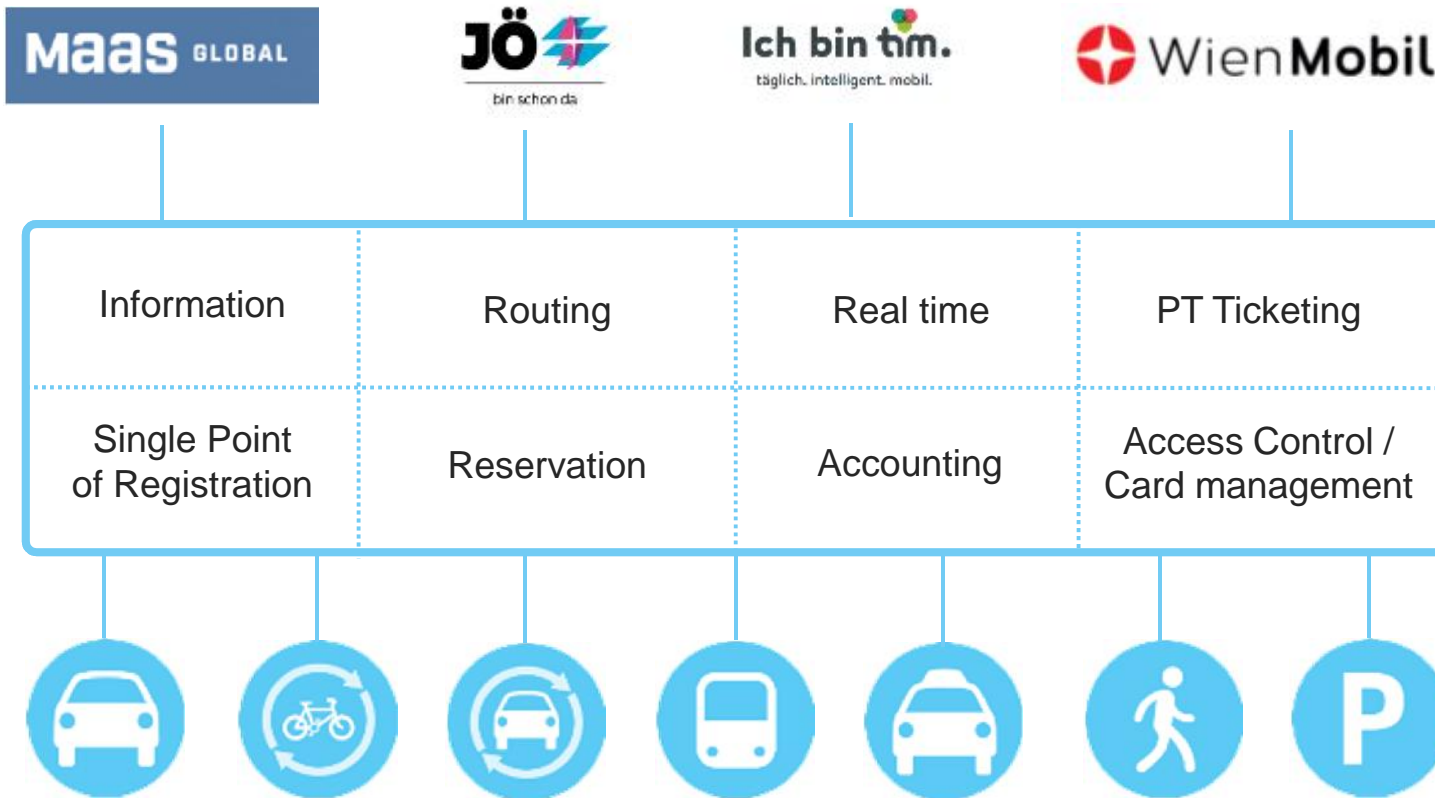 MaaS GLOBAL
JÖ
bin schon da
Ich bin tim.
täglich. intelligent. mobil.
WienMobil
Information
Routing
Real time
PT Ticketing
Single Point
of Registration
Reservation
Accounting
Access Control /
Card management
P